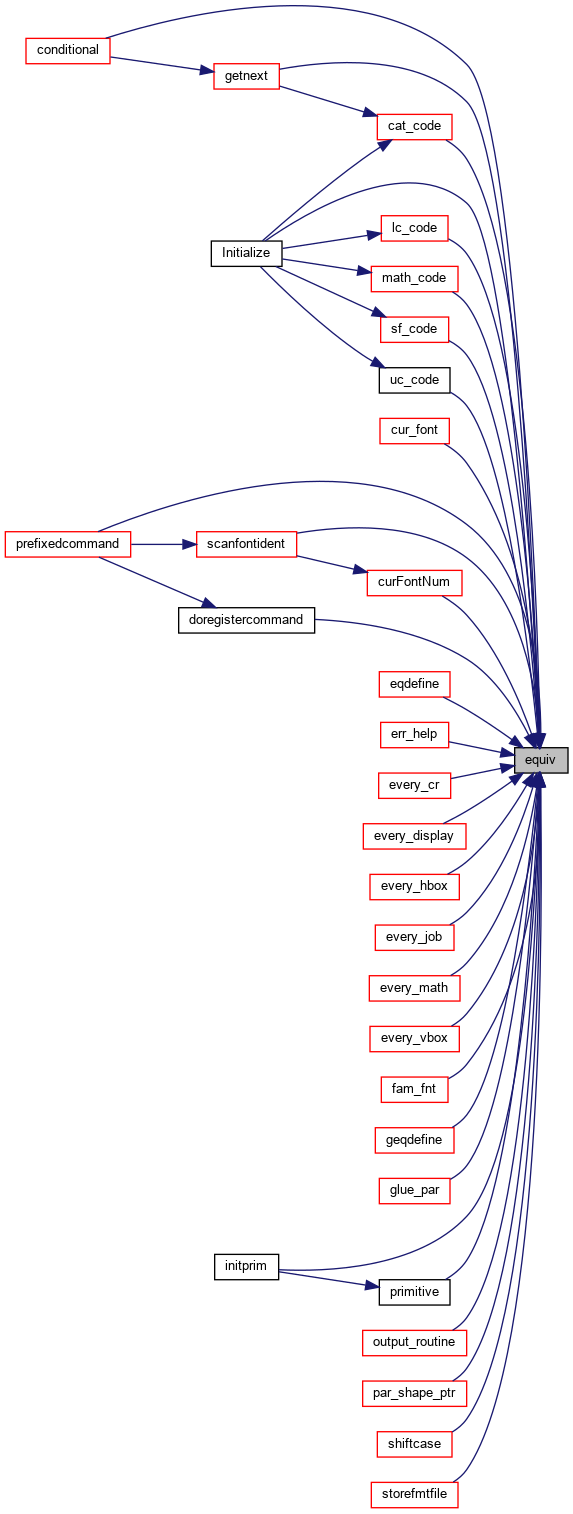 conditional
getnext
cat_code
lc_code
Initialize
math_code
sf_code
uc_code
cur_font
prefixedcommand
scanfontident
curFontNum
doregistercommand
eqdefine
err_help
equiv
every_cr
every_display
every_hbox
every_job
every_math
every_vbox
fam_fnt
geqdefine
glue_par
initprim
primitive
output_routine
par_shape_ptr
shiftcase
storefmtfile